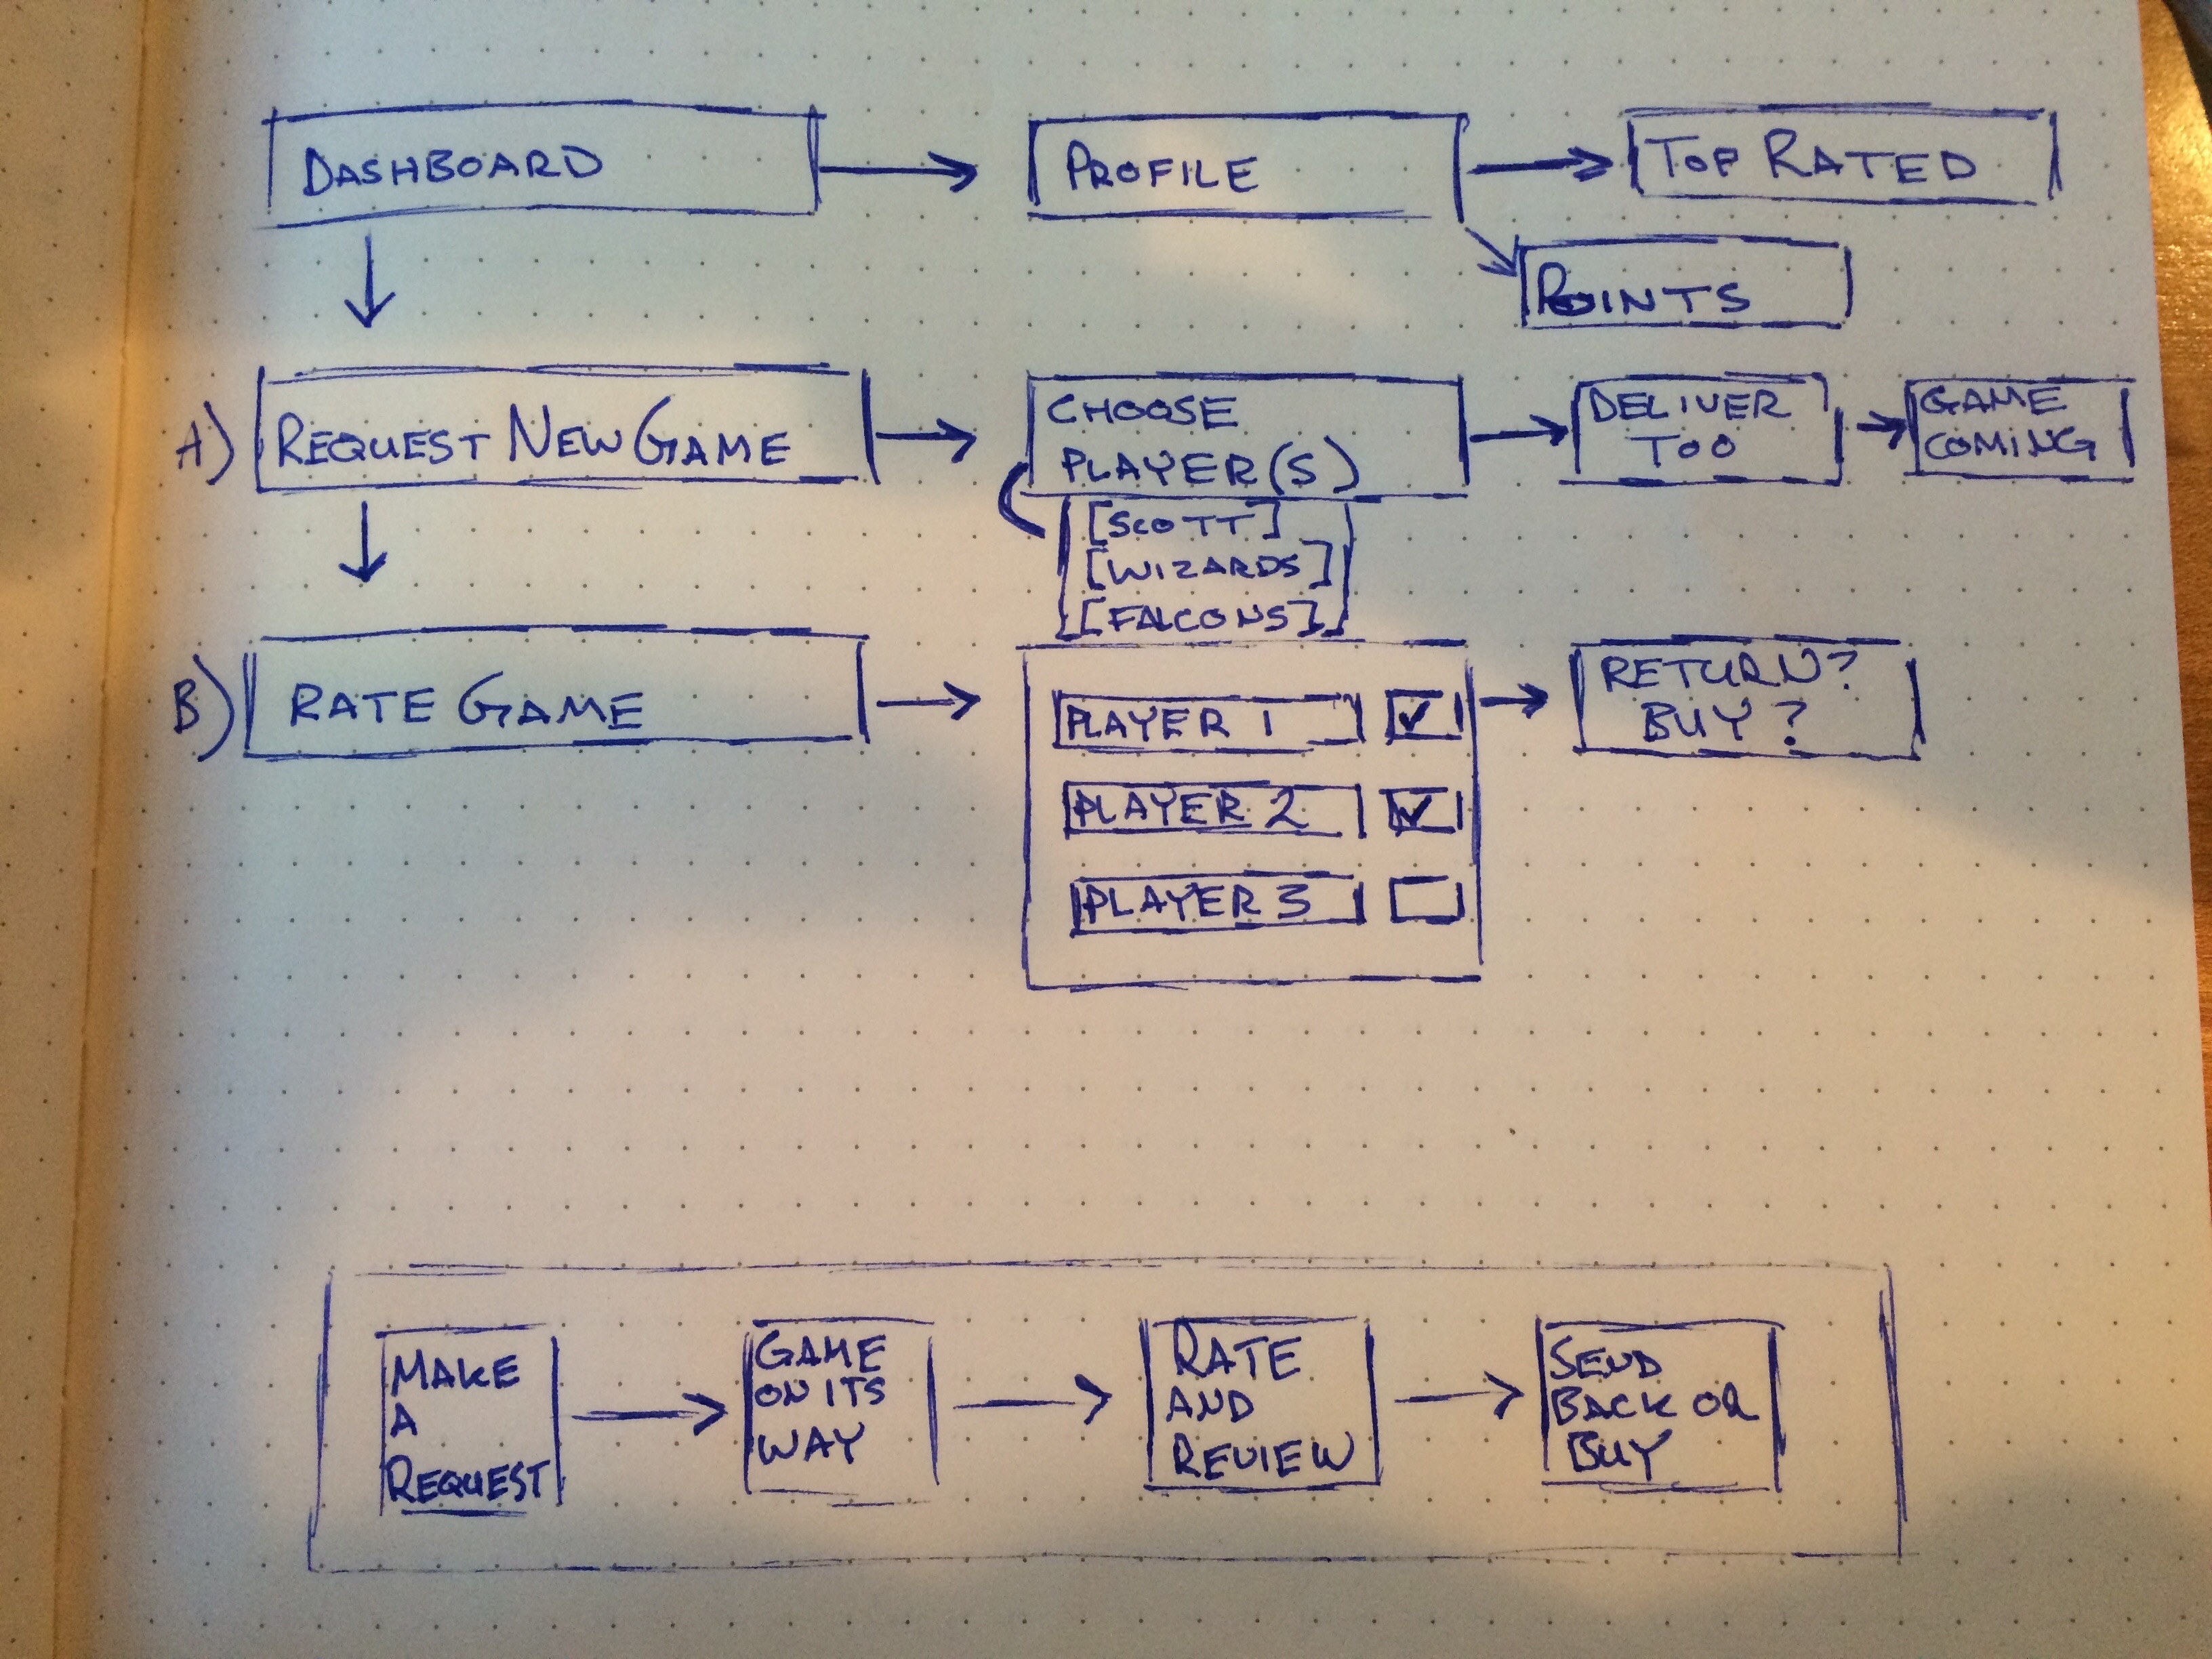 DASHBOARD
PROFILE
TOP RATED
POINTS
A)
REQUEST NEW GAME
CHOOSE
PLAYER(S)
[SCOTT]
[WIZARDS]
[FALCONS]
DELIVER
TOO
GAME
COMING
B)
RATE GAME
PLAYER 1
PLAYER 2
PLAYER 3
RETURN?
BUY?
MAKE
A
REQUEST
GAME
ON ITS
WAY
RATE
AND
REVIEW
SEND
BACK OR
BUY